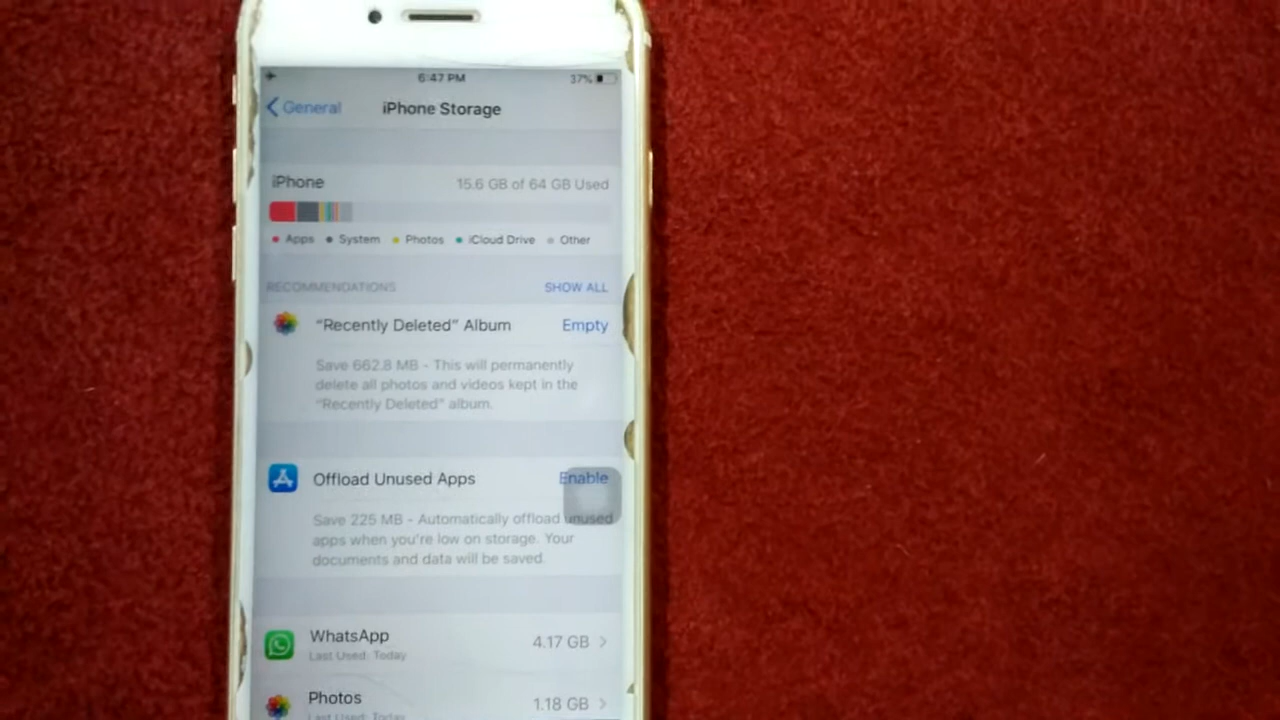 6:47 PM 37%
General iPhone Storage
iPhone 15.6 GB of 64 GB Used
Apps System Photos iCloud Drive Other
RECOMMENDATIONS SHOW ALL
“Recently Deleted” Album Empty
Save 662.8 MB - This will permanently
delete all photos and videos kept in the
“Recently Deleted” album.
Offload Unused Apps Enable
Save 225 MB - Automatically offload unused
apps when you're low on storage. Your
documents and data will be saved.
WhatsApp 4.17 GB
Last Used: Today
Photos 1.18 GB
Last Used: Today